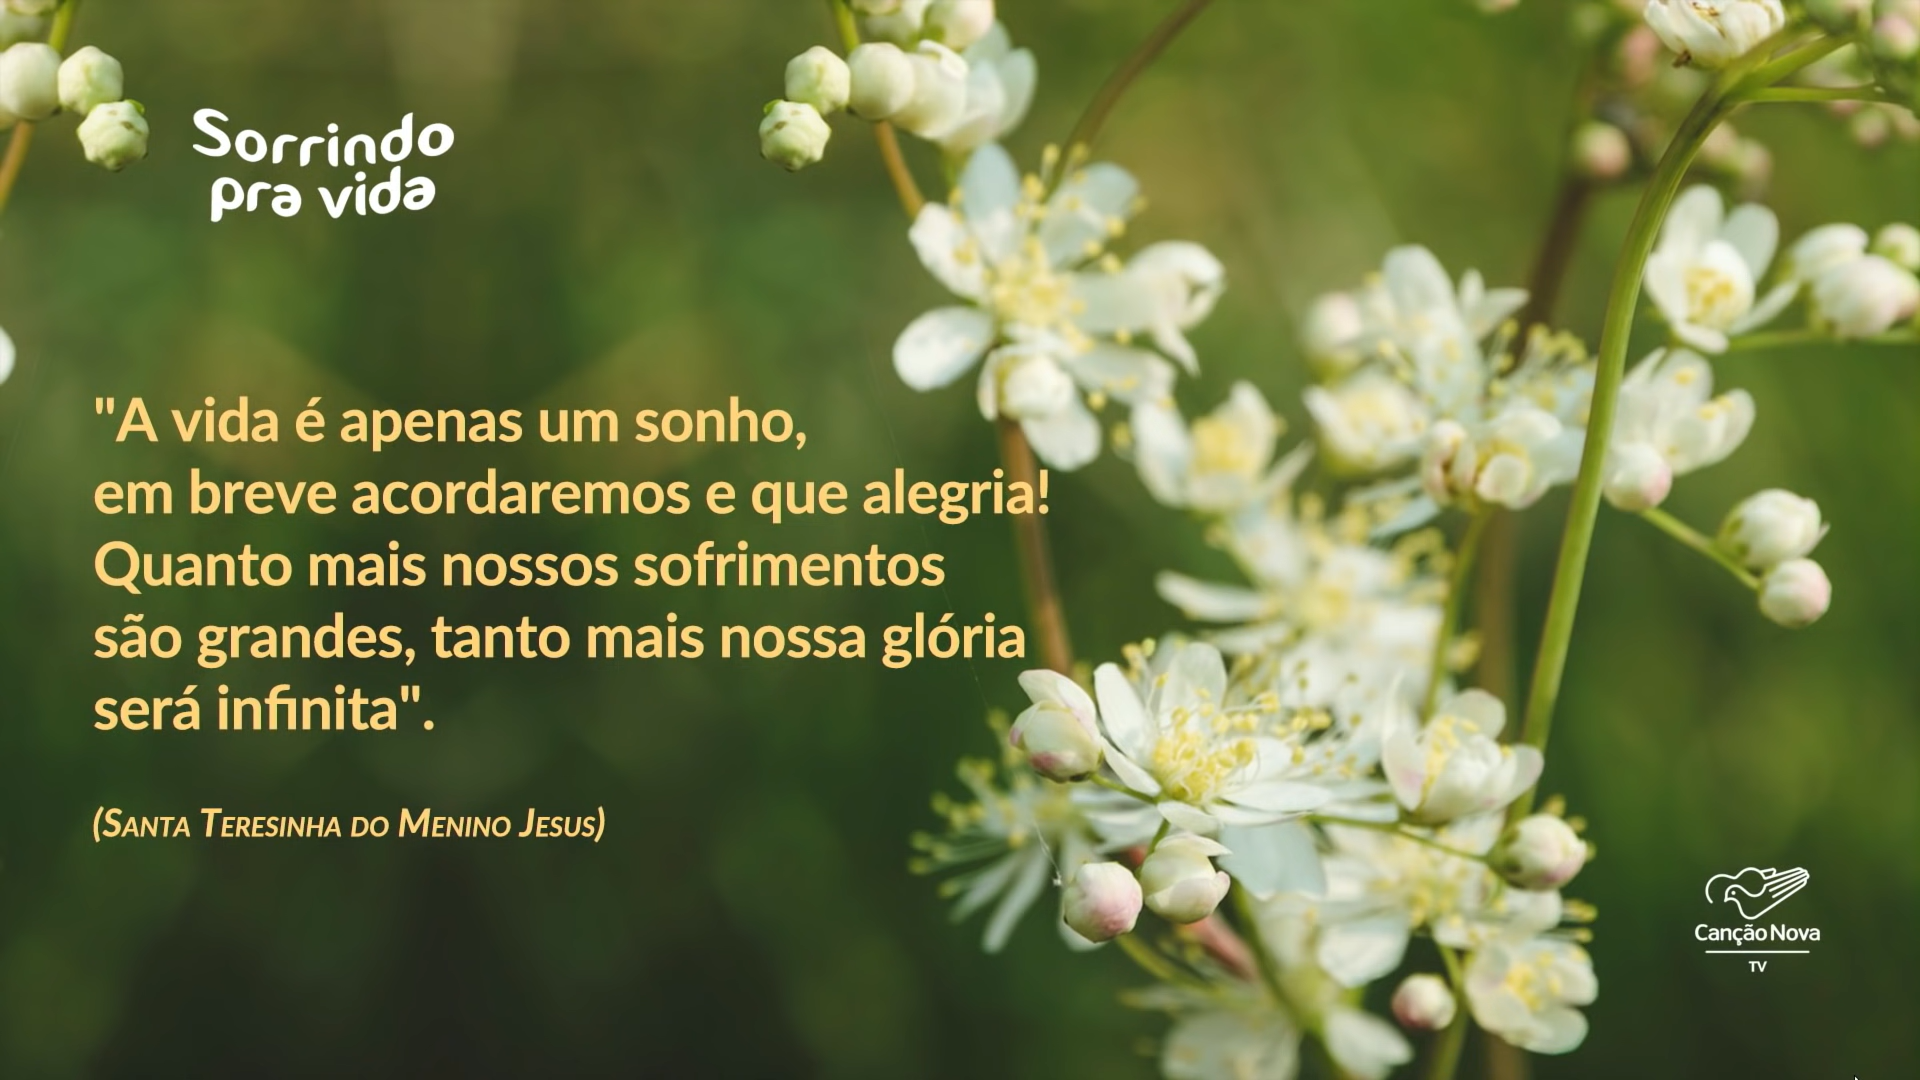 Sorrindo
pra vida
"A vida é apenas um sonho,
em breve acordaremos e que alegria!
Quanto mais nossos sofrimentos
são grandes, tanto mais nossa glória
será infinita".
(Santa Teresinha do Menino Jesus)
Canção Nova
TV